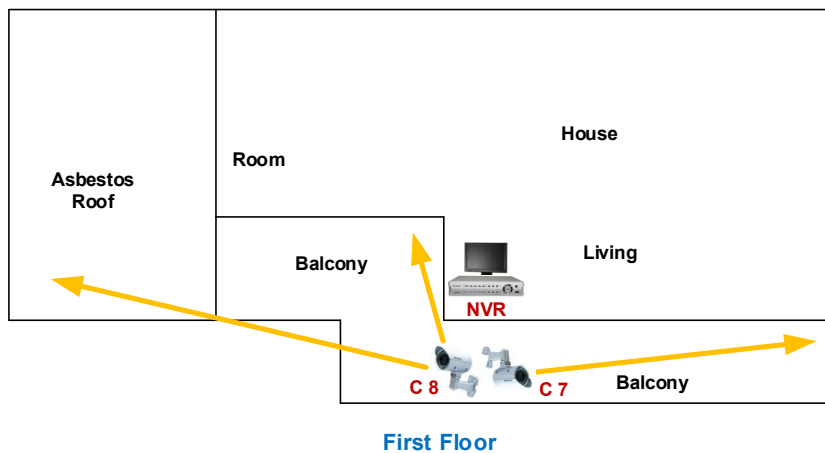 House
Room
Asbestos
Roof
Balcony
Living
NVR
C 8
C 7
Balcony
First Floor